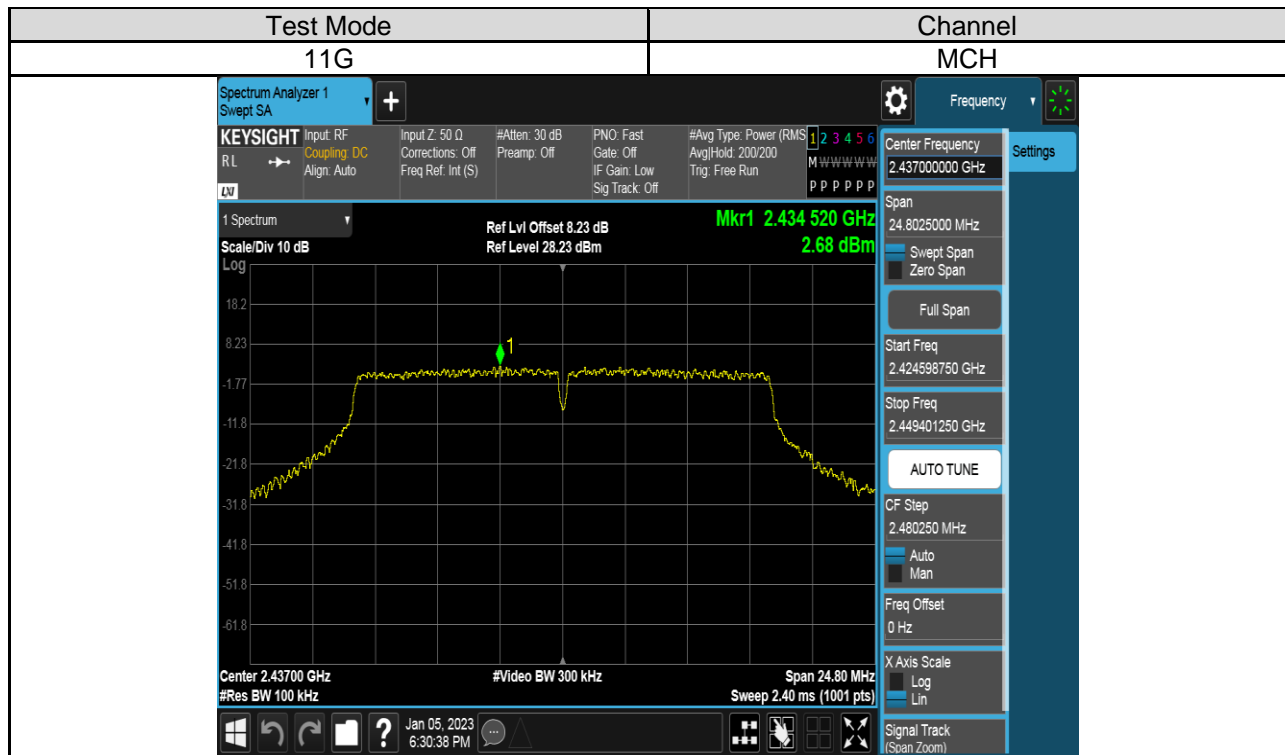 Test Mode Channel
11G MCH
Spectrum Analyzer 1
Swept SA
+
Frequency
KEYSIGHT
RL
LXI
Input: RF
Coupling: DC
Align: Auto
Input Z: 50 Ω
Corrections: Off
Freq Ref: Int (S)
#Atten: 30 dB
Preamp: Off
PNO: Fast
Gate: Off
IF Gain: Low
Sig Track: Off
#Avg Type: Power (RMS
Avg|Hold: 200/200
Trig: Free Run
1 2 3 4 5 6
M W W W W W
P P P P P P
1 Spectrum
Scale/Div 10 dB
Log
Ref Lvl Offset 8.23 dB
Ref Level 28.23 dBm
Mkr1 2.434 520 GHz
2.68 dBm
18.2
8.23
-1.77
-11.8
-21.8
-31.8
-41.8
-51.8
-61.8
1
Center 2.43700 GHz
#Res BW 100 kHz
#Video BW 300 kHz
Span 24.80 MHz
Sweep 2.40 ms (1001 pts)
Center Frequency
2.437000000 GHz
Settings
Span
24.8025000 MHz
Swept Span
Zero Span
Full Span
Start Freq
2.424598750 GHz
Stop Freq
2.449401250 GHz
AUTO TUNE
CF Step
2.480250 MHz
Auto
Man
Freq Offset
0 Hz
X Axis Scale
Log
Lin
Signal Track
(Span Zoom)
?
Jan 05, 2023
6:30:38 PM